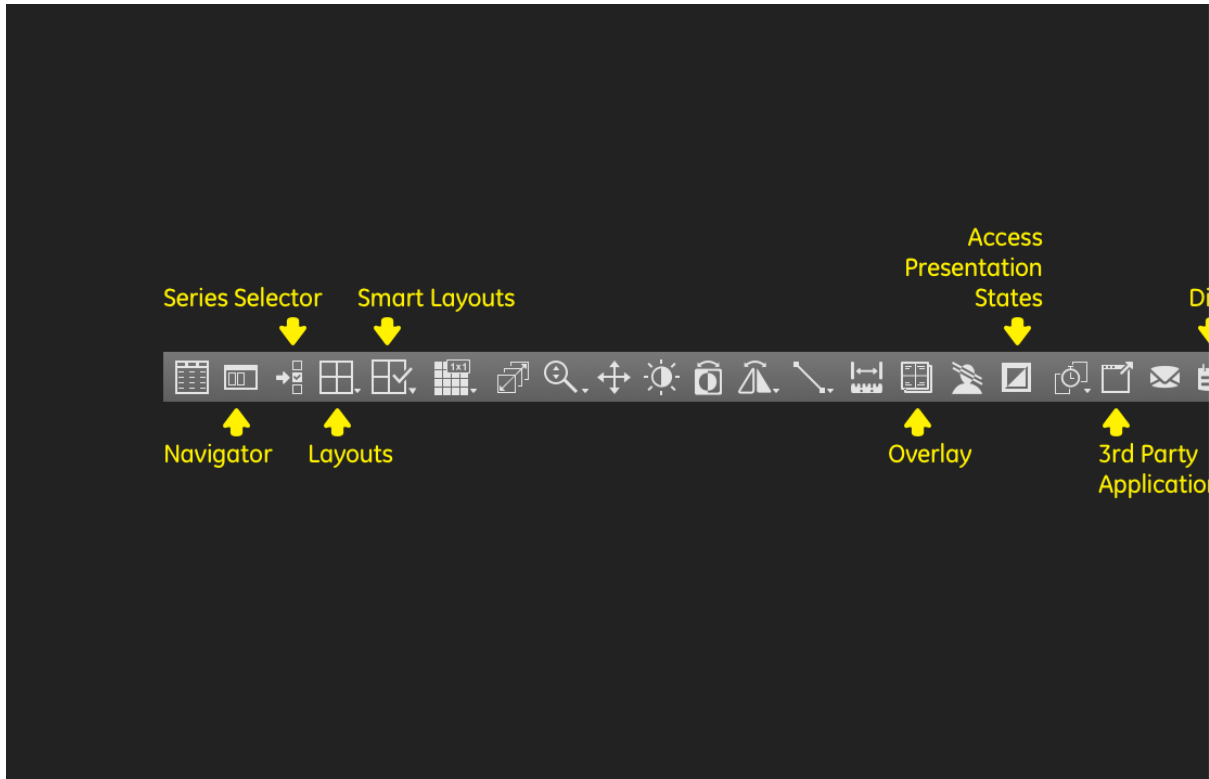 Access
Presentation
States
Series Selector
Smart Layouts
1x1
Navigator
Layouts
Overlay
3rd Party